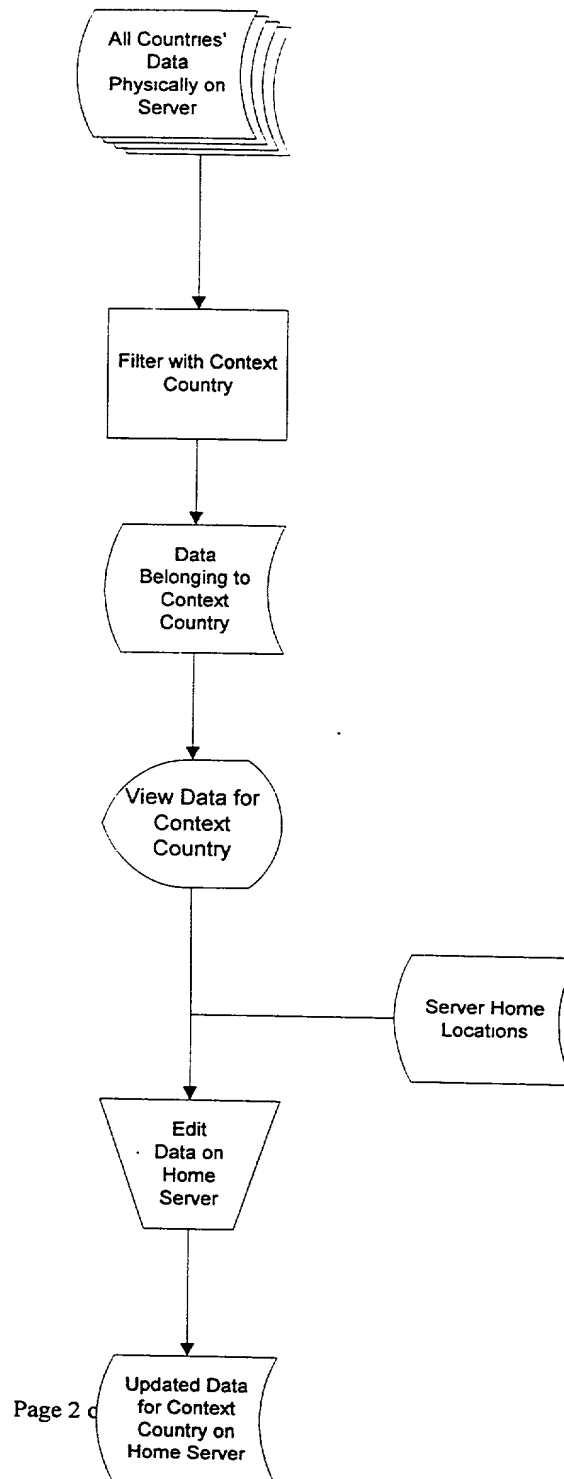 All Countries'
Data
Physically on
Server
Filter with Context
Country
Data
Belonging to
Context
Country
View Data for
Context
Country
Server Home
Locations
Edit
Data on
Home
Server
Updated Data
for Context
Country on
Home Server
Page 2